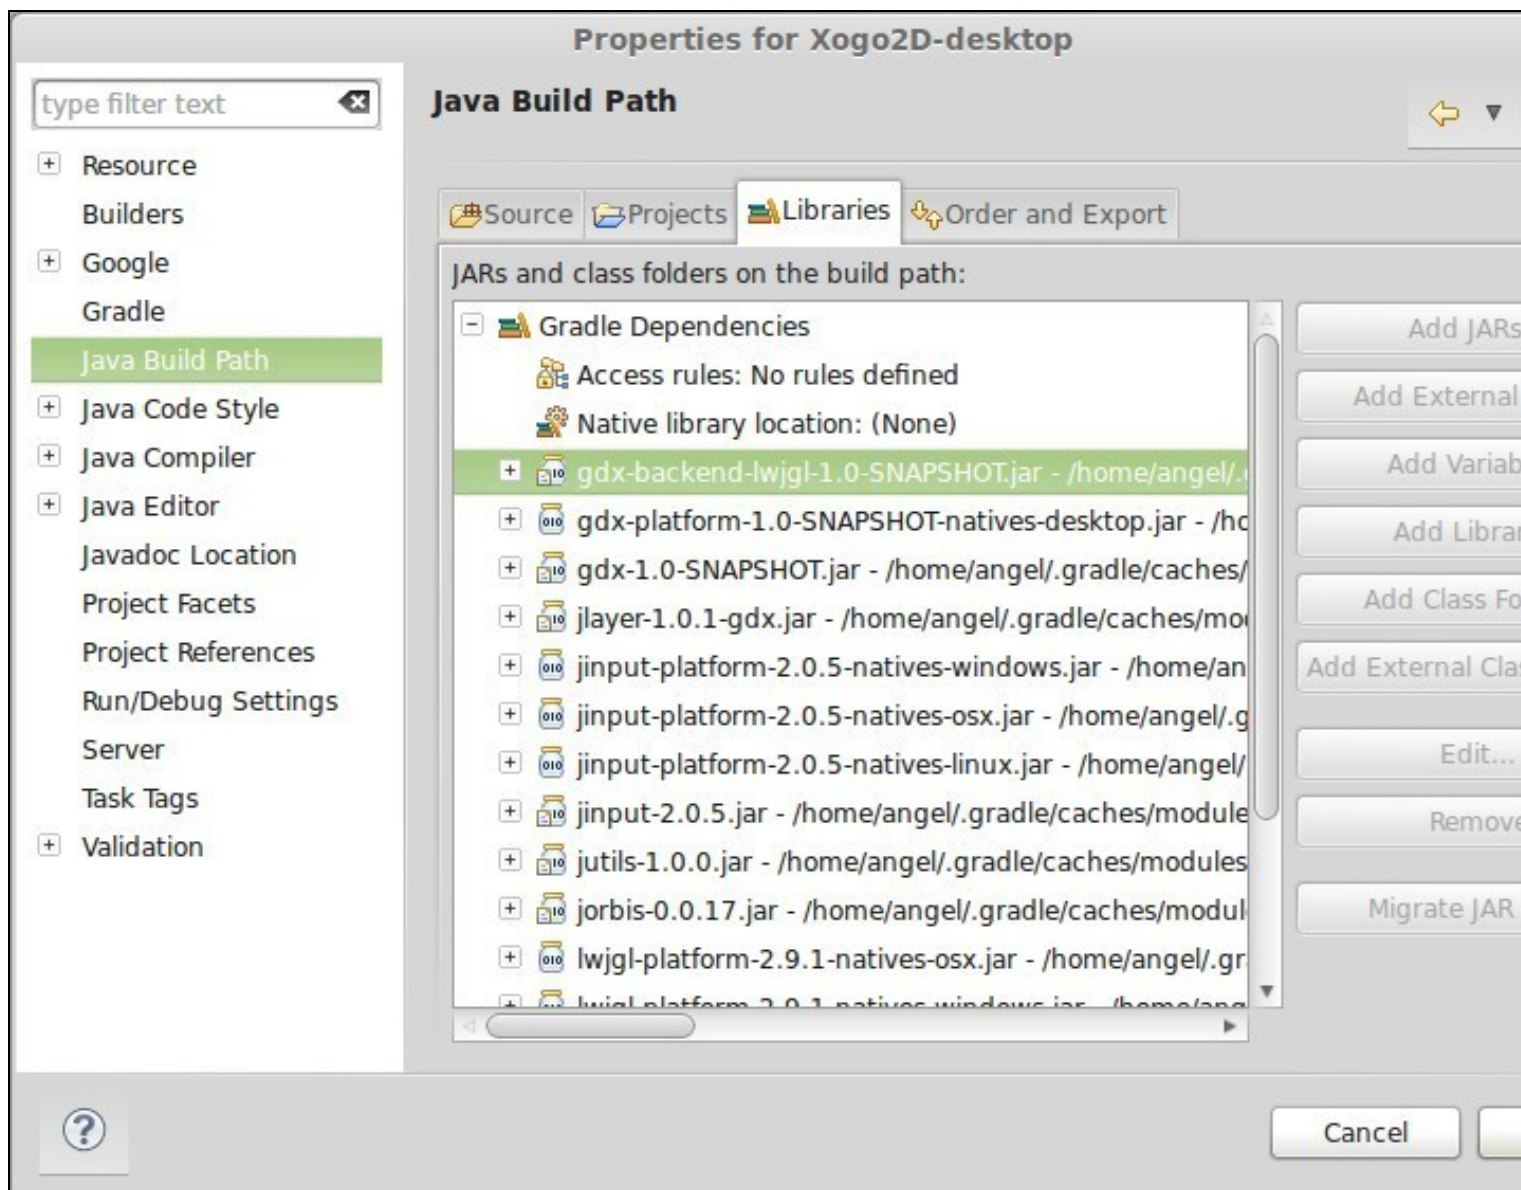 Properties for Xogo2D-desktop
type filter text
Resource
Builders
Google
Gradle
Java Build Path
Java Code Style
Java Compiler
Java Editor
Javadoc Location
Project Facets
Project References
Run/Debug Settings
Server
Task Tags
Validation
Java Build Path
Source Projects Libraries Order and Export
JARs and class folders on the build path:
Gradle Dependencies
Access rules: No rules defined
Native library location: (None)
gdx-backend-lwjgl-1.0-SNAPSHOT.jar - /home/angel/.
gdx-platform-1.0-SNAPSHOT-natives-desktop.jar - /ho
gdx-1.0-SNAPSHOT.jar - /home/angel/.gradle/caches/
jlayer-1.0.1-gdx.jar - /home/angel/.gradle/caches/mo
jinput-platform-2.0.5-natives-windows.jar - /home/an
jinput-platform-2.0.5-natives-osx.jar - /home/angel/.g
jinput-platform-2.0.5-natives-linux.jar - /home/angel/
jinput-2.0.5.jar - /home/angel/.gradle/caches/module
jutils-1.0.0.jar - /home/angel/.gradle/caches/modules
jorbis-0.0.17.jar - /home/angel/.gradle/caches/modul
lwjgl-platform-2.9.1-natives-osx.jar - /home/angel/.gr
lwjgl-platform-2.9.1-natives-windows.jar - /home/ang
Add JARs
Add External
Add Variab
Add Librar
Add Class Fo
Add External Clas
Edit...
Remove
Migrate JAR
?
Cancel